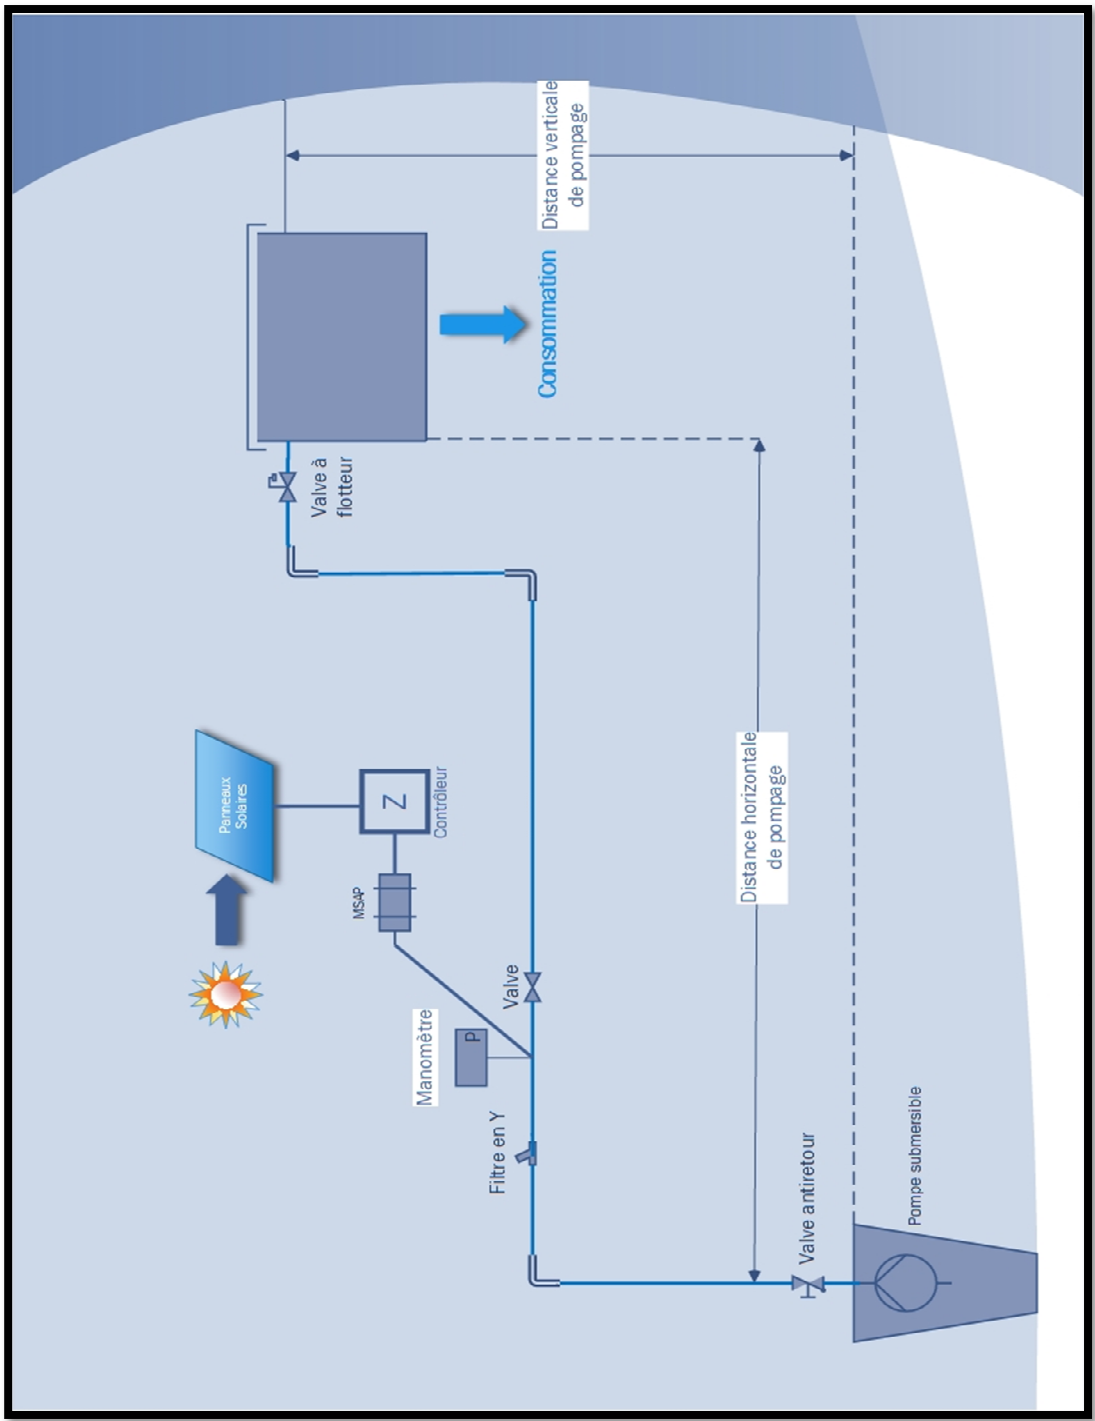 Panneaux
Solaires
Z
Contrôleur
MSAP
Manomètre
P
Filtre en Y
Valve
Valve à
flotteur
Consommation
Distance verticale
de pompage
Distance horizontale
de pompage
Valve antiretour
Pompe submersible